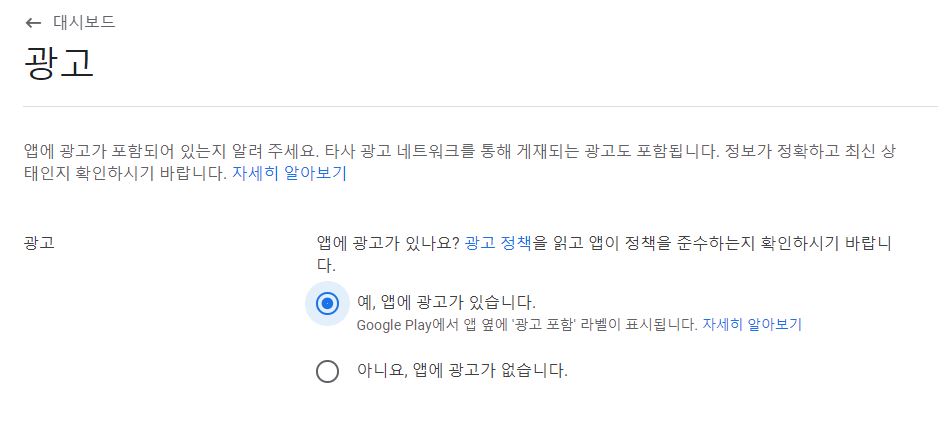 ← 대시보드
광고
앱에 광고가 포함되어 있는지 알려 주세요. 타사 광고 네트워크를 통해 게재되는 광고도 포함됩니다. 정보가 정확하고 최신 상
태인지 확인하시기 바랍니다. 자세히 알아보기
광고
앱에 광고가 있나요? 광고 정책을 읽고 앱이 정책을 준수하는지 확인하시기 바랍니
다.
예, 앱에 광고가 있습니다.
Google Play에서 앱 옆에 '광고 포함' 라벨이 표시됩니다. 자세히 알아보기
아니요, 앱에 광고가 없습니다.